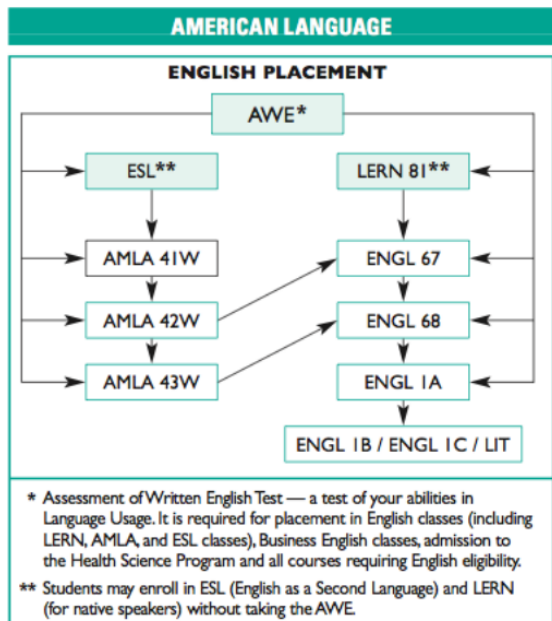 AMERICAN LANGUAGE
ENGLISH PLACEMENT
AWE*
ESL**
LERN 81**
AMLA 41W
ENGL 67
AMLA 42W
ENGL 68
AMLA 43W
ENGL 1A
ENGL 1B / ENGL 1C / LIT
* Assessment of Written English Test — a test of your abilities in
Language Usage. It is required for placement in English classes (including
LERN, AMLA, and ESL classes), Business English classes, admission to
the Health Science Program and all courses requiring English eligibility.
** Students may enroll in ESL (English as a Second Language) and LERN
(for native speakers) without taking the AWE.